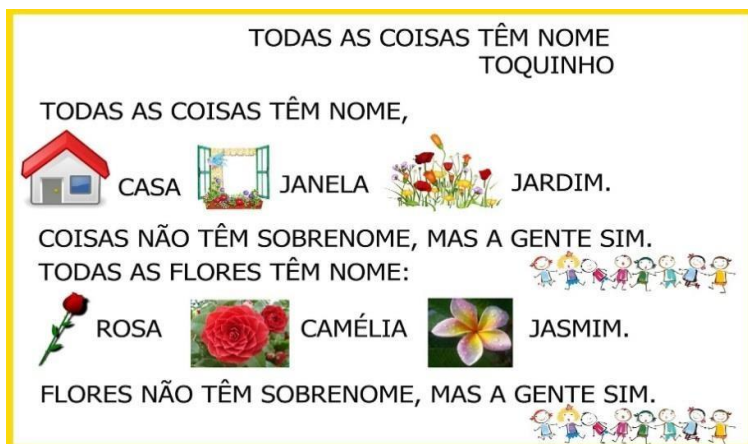 TODAS AS COISAS TÊM NOME
TOQUINHO
TODAS AS COISAS TÊM NOME,
CASA JANELA JARDIM.
COISAS NÃO TÊM SOBRENOME, MAS A GENTE SIM.
TODAS AS FLORES TÊM NOME:
ROSA CAMÉLIA JASMIM.
FLORES NÃO TÊM SOBRENOME, MAS A GENTE SIM.